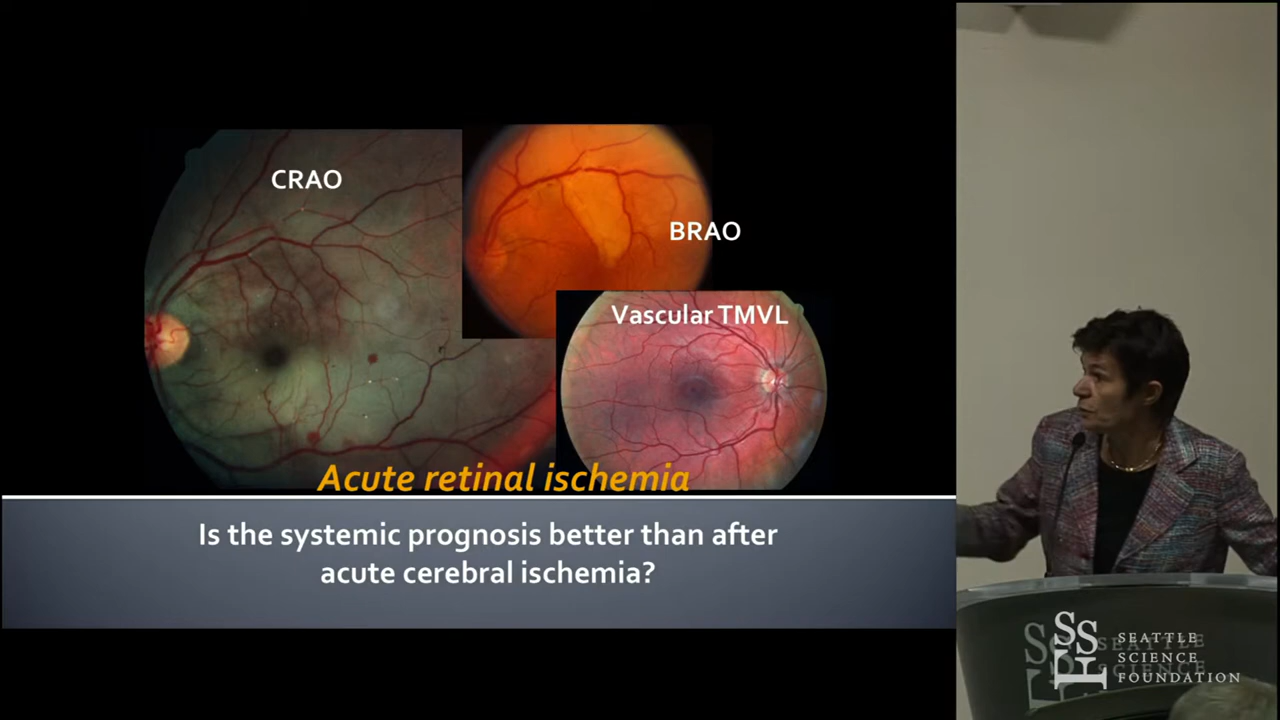 CRAO
BRAO
Vascular TMVL
Acute retinal ischemia
Is the systemic prognosis better than after
acute cerebral ischemia?
SSF
SEATTLE
SCIENCE
FOUNDATION